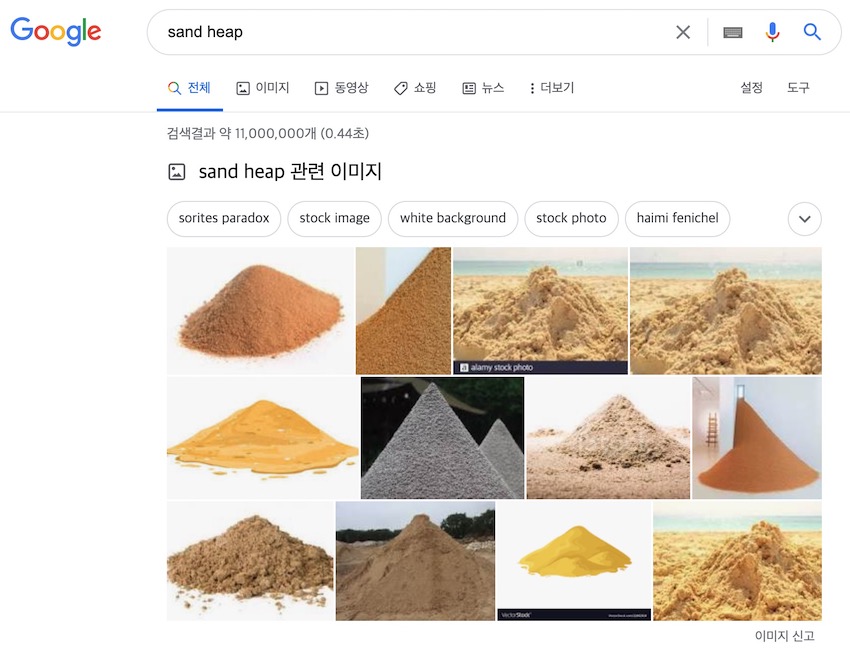 Google
sand heap
전체 이미지 동영상 쇼핑 뉴스 더보기 설정 도구
검색결과 약 11,000,000개 (0.44초)
sand heap 관련 이미지
sorites paradox stock image white background stock photo haimi fenichel
a alamy stock photo
VectorStock
이미지 신고